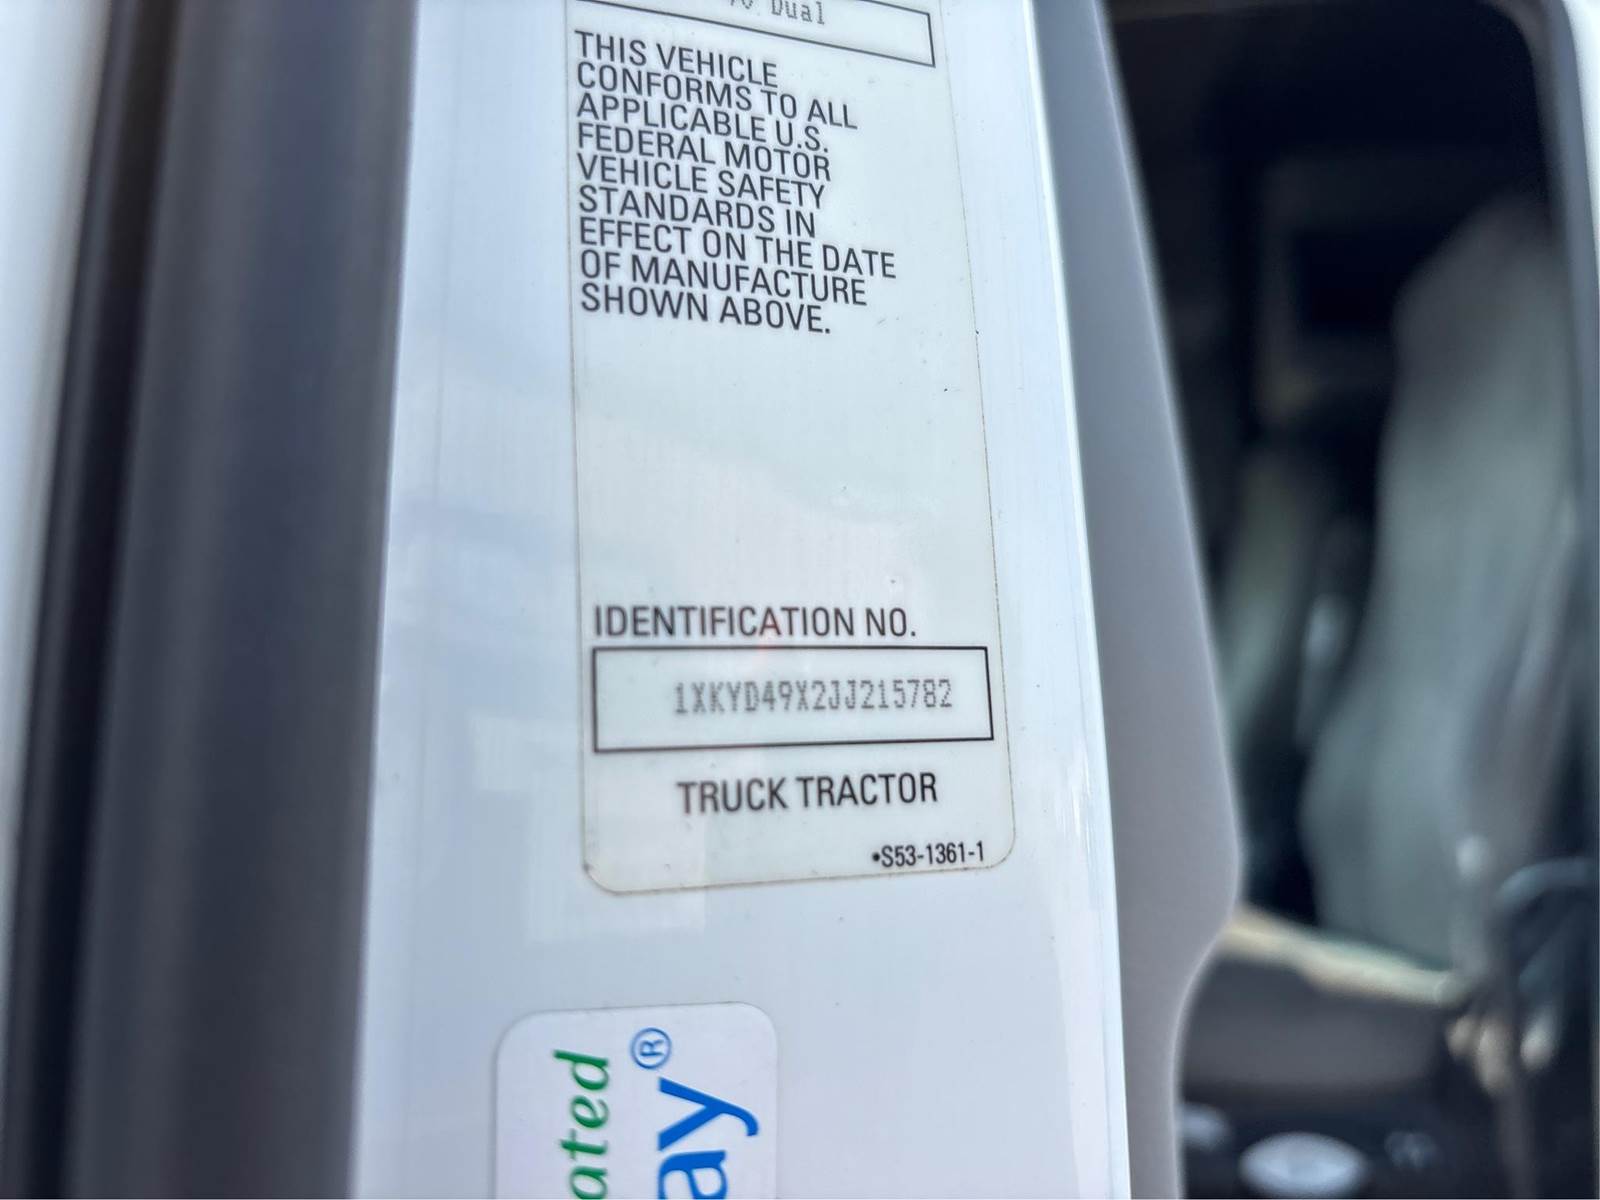 Dual
THIS VEHICLE
CONFORMS TO ALL
APPLICABLE U.S.
FEDERAL MOTOR
VEHICLE SAFETY
STANDARDS IN
EFFECT ON THE DATE
OF MANUFACTURE
SHOWN ABOVE.
IDENTIFICATION NO.
1XKYD49X2JJ215782
TRUCK TRACTOR
•S53-1361-1
ated
ay®